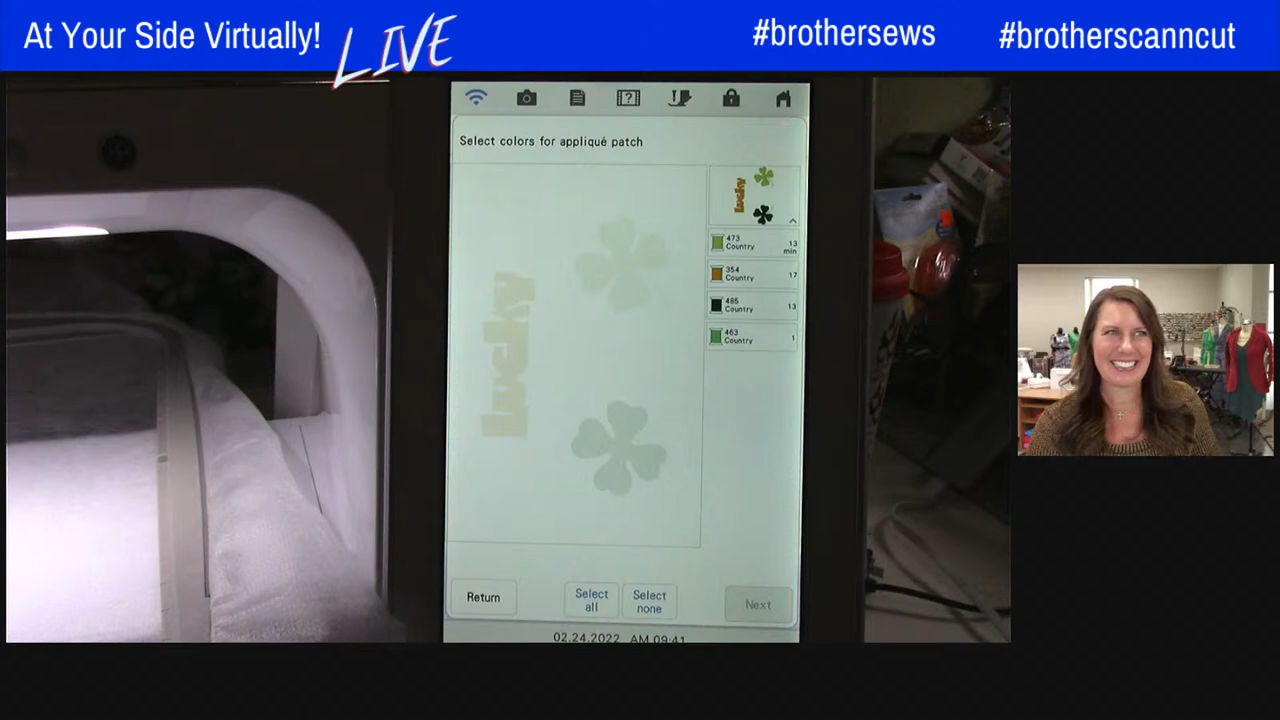 At Your Side Virtually!
LIVE
#brothersews
#brotherscanncut
Select colors for appliqué patch
lucky
473
Country
13
min
354
Country
17
485
Country
13
463
Country
1
lucky
Return
Select
all
Select
none
Next
02.24.2022 AM 09:41